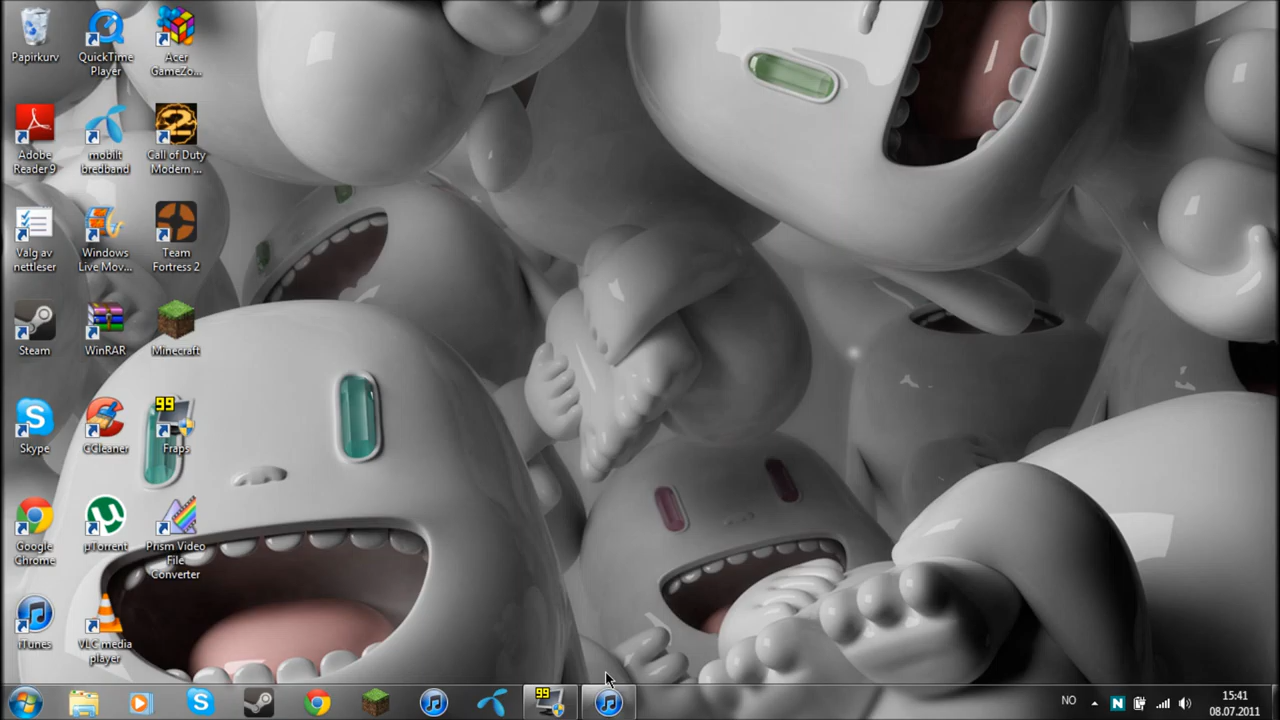 Papirkurv
QuickTime
Player
Acer
GameZo...
Adobe
Reader 9
mobilt
bredbånd
Call of Duty
Modern ...
Valg av
nettleser
Windows
Live Mov...
Team
Fortress 2
Steam
WinRAR
Minecraft
Skype
CCleaner
99
Fraps
Google
Chrome
µTorrent
Prism Video
File
Converter
iTunes
VLC media
player
99
NO
N
15:41
08.07.2011